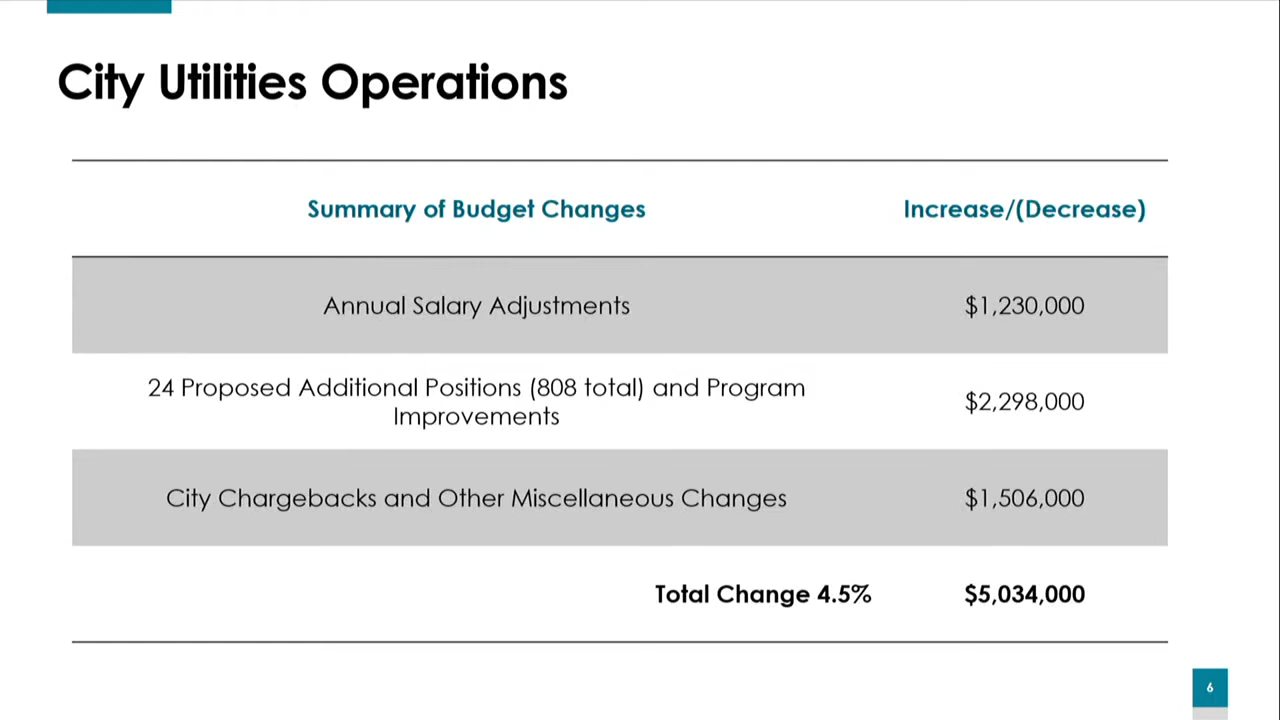 City Utilities Operations
Summary of Budget Changes
Increase/(Decrease)
Annual Salary Adjustments
$1,230,000
24 Proposed Additional Positions (808 total) and Program
Improvements
$2,298,000
City Chargebacks and Other Miscellaneous Changes
$1,506,000
Total Change 4.5%
$5,034,000
6